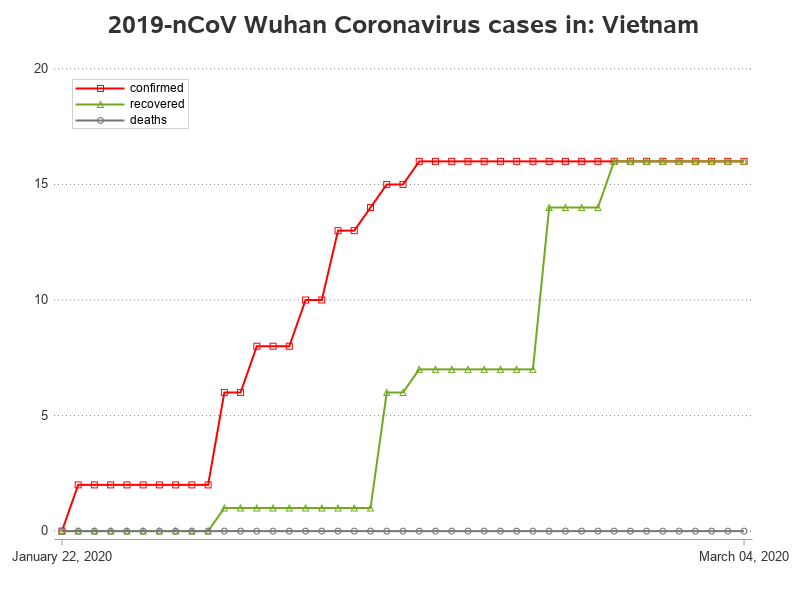 2019-nCoV Wuhan Coronavirus cases in: Vietnam
20
confirmed
recovered
deaths
15
10
5
0
January 22, 2020 March 04, 2020